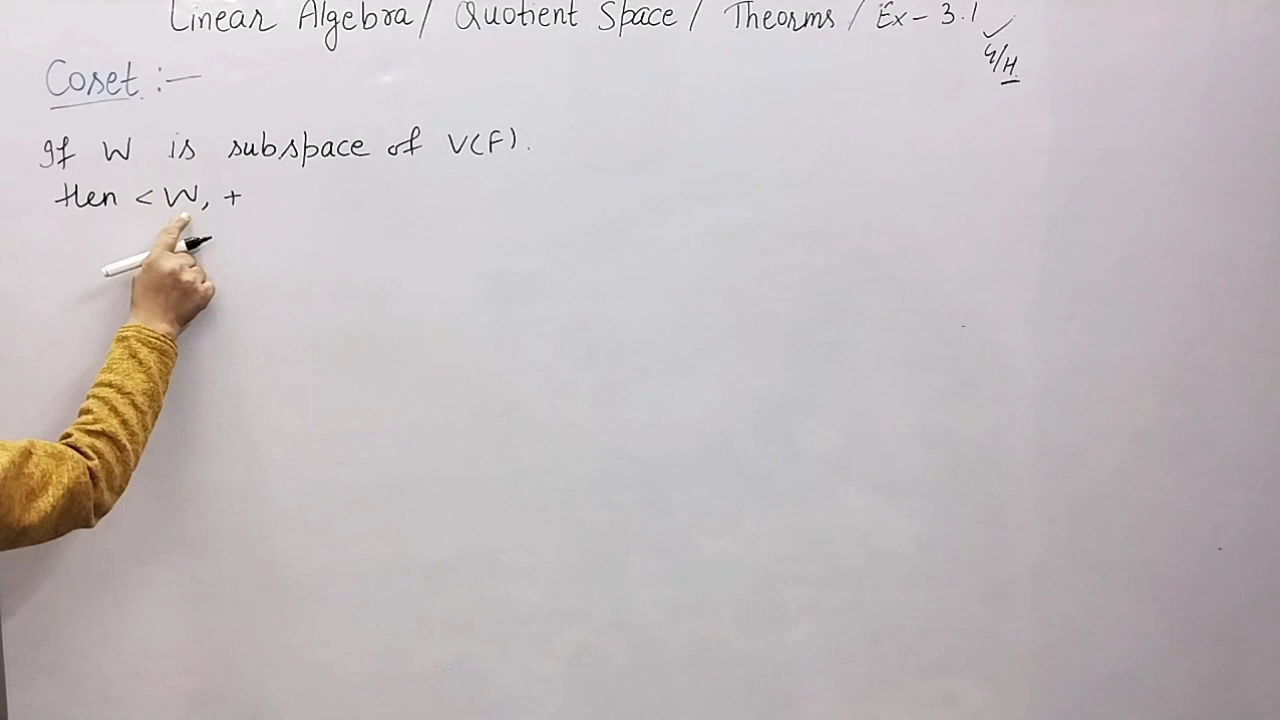 Linear Algebra/ Quotient Space/ Theorms / Ex - 3.1
G/H
Coset :-
If W is subspace of V(F).
then < W, +